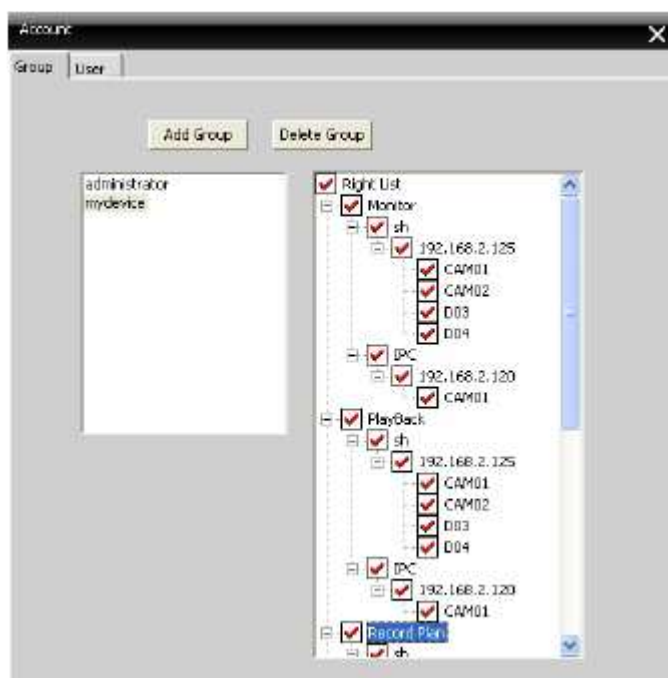 Account
Group User
Add Group Delete Group
administrator
mydevice
Right List
Monitor
sh
192.168.2.125
CAM01
CAM02
D03
D04
IPC
192.168.2.120
CAM01
PlayBack
sh
192.168.2.125
CAM01
CAM02
D03
D04
IPC
192.168.2.120
CAM01
Record Plan
sh